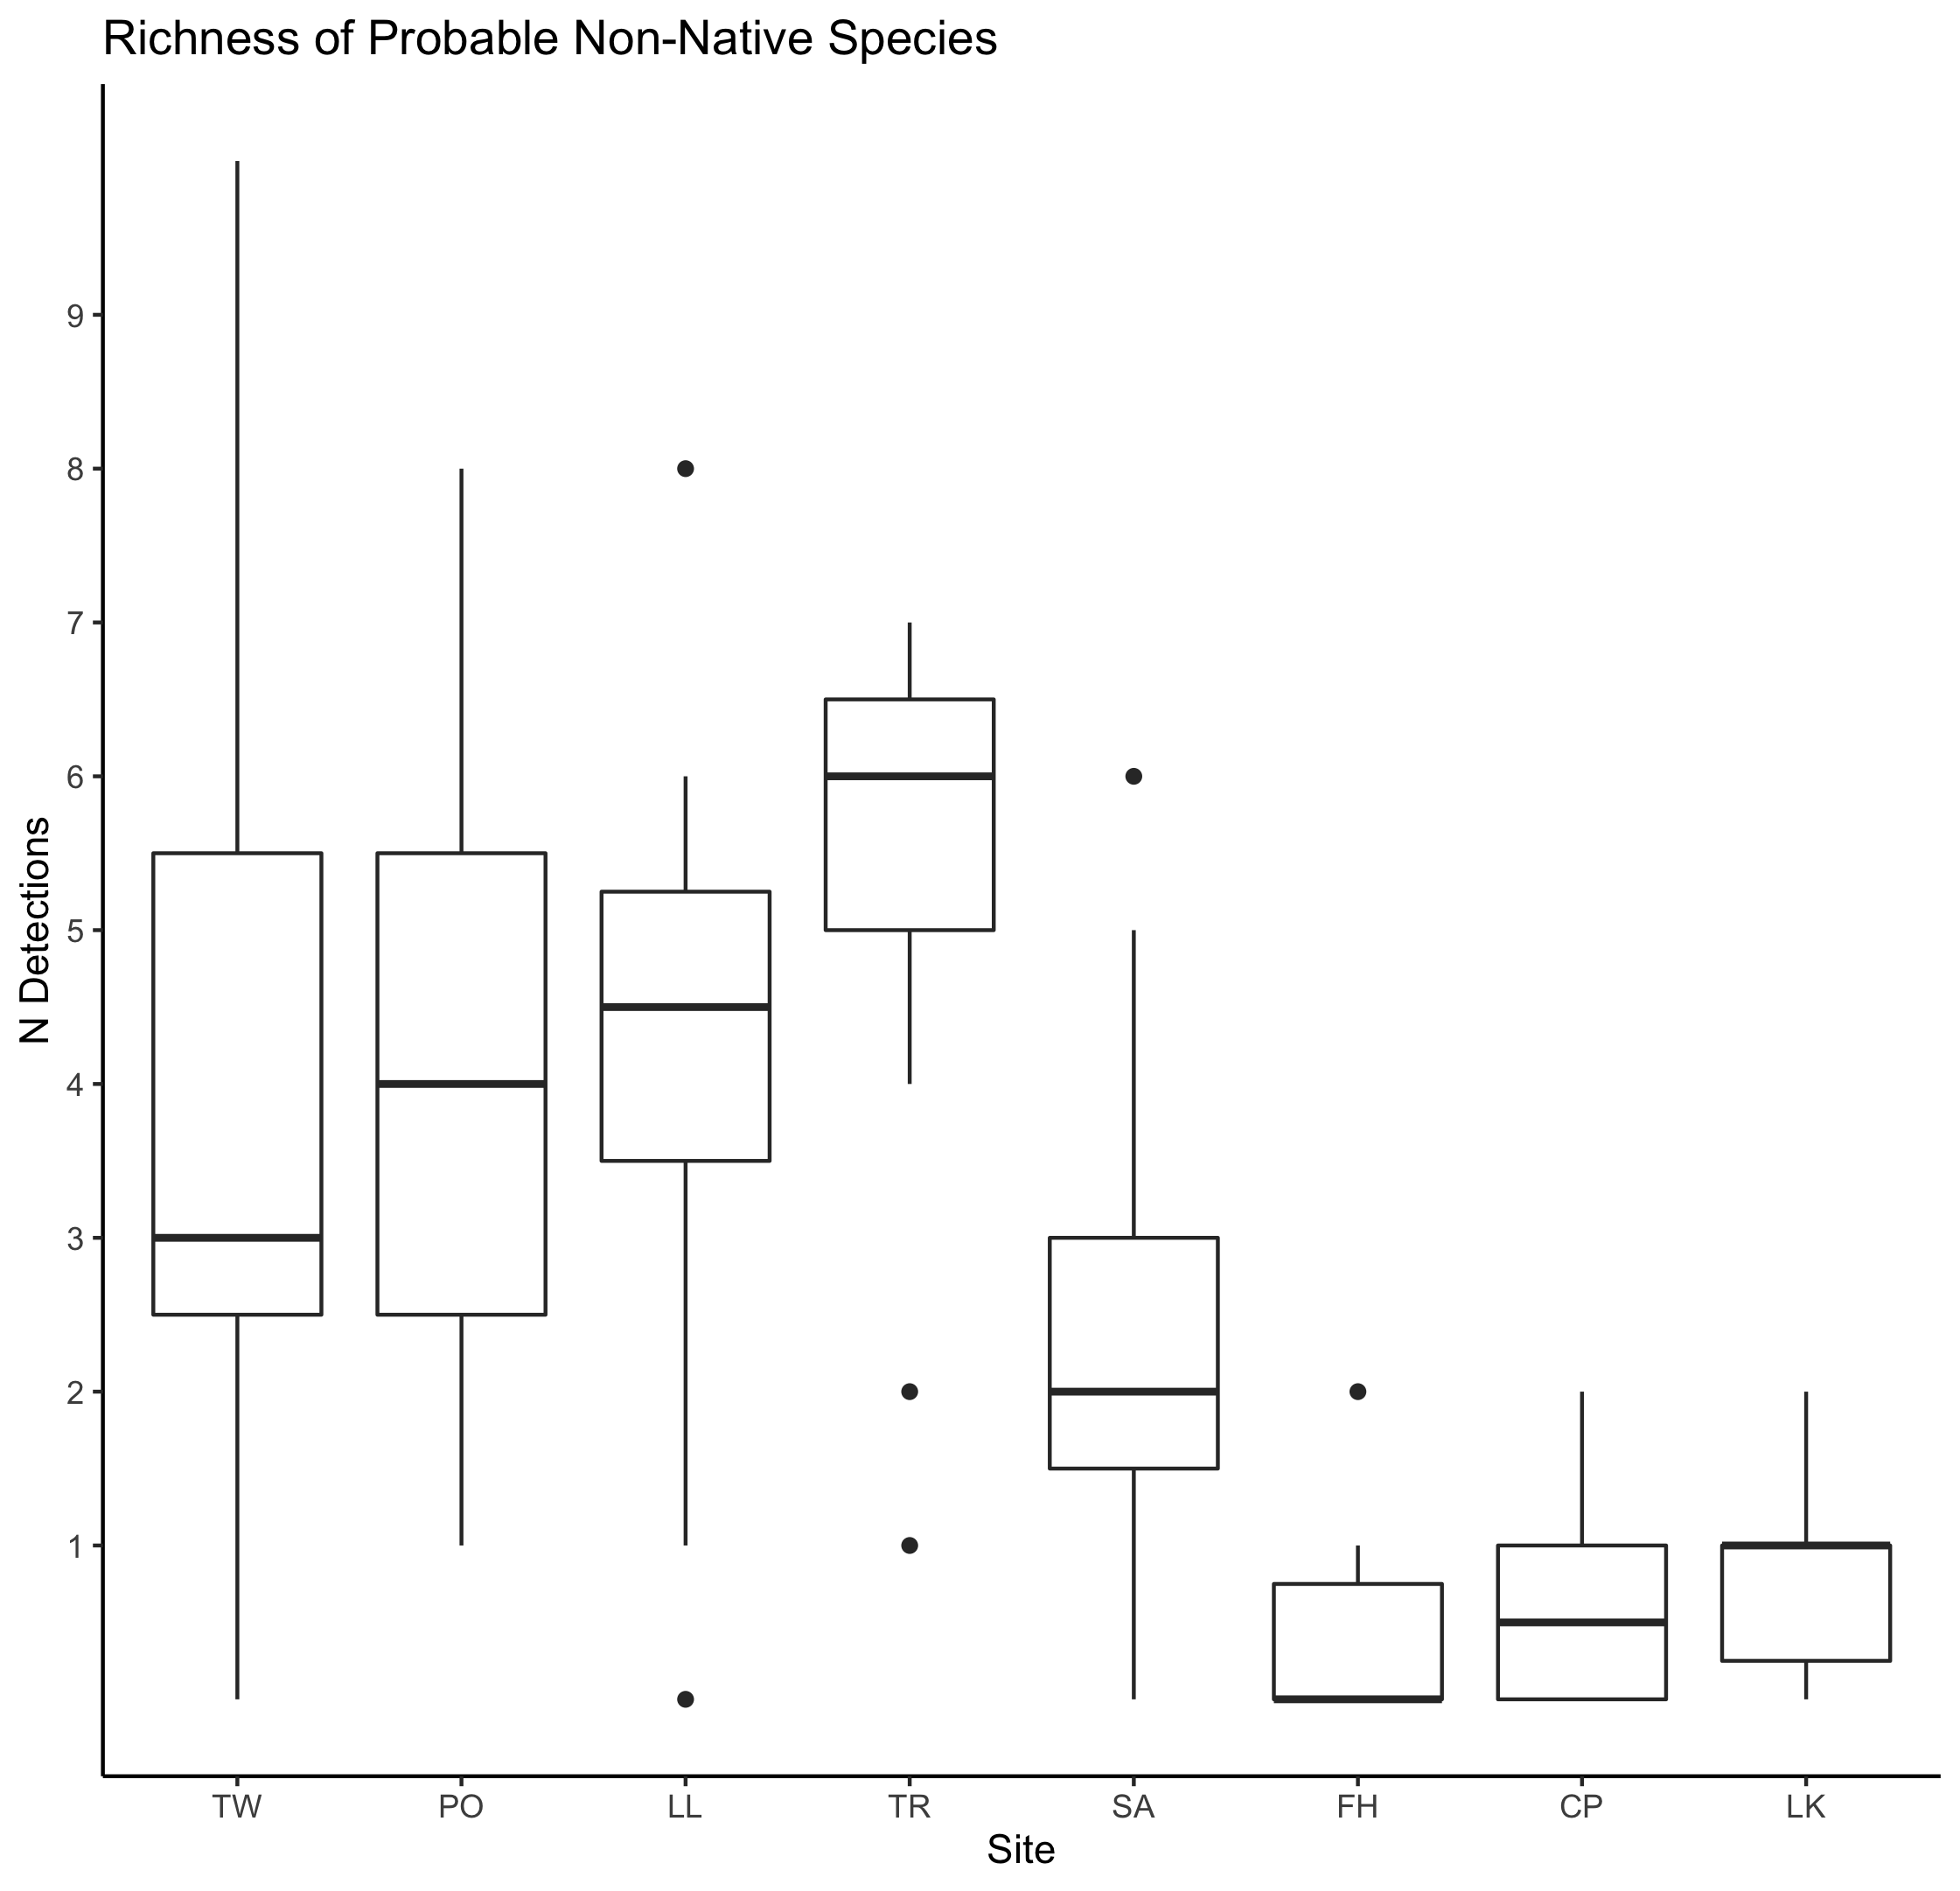 Richness of Probable Non-Native Species
N Detections
9
8
7
6
5
4
3
2
1
TW PO LL TR SA FH CP LK
Site